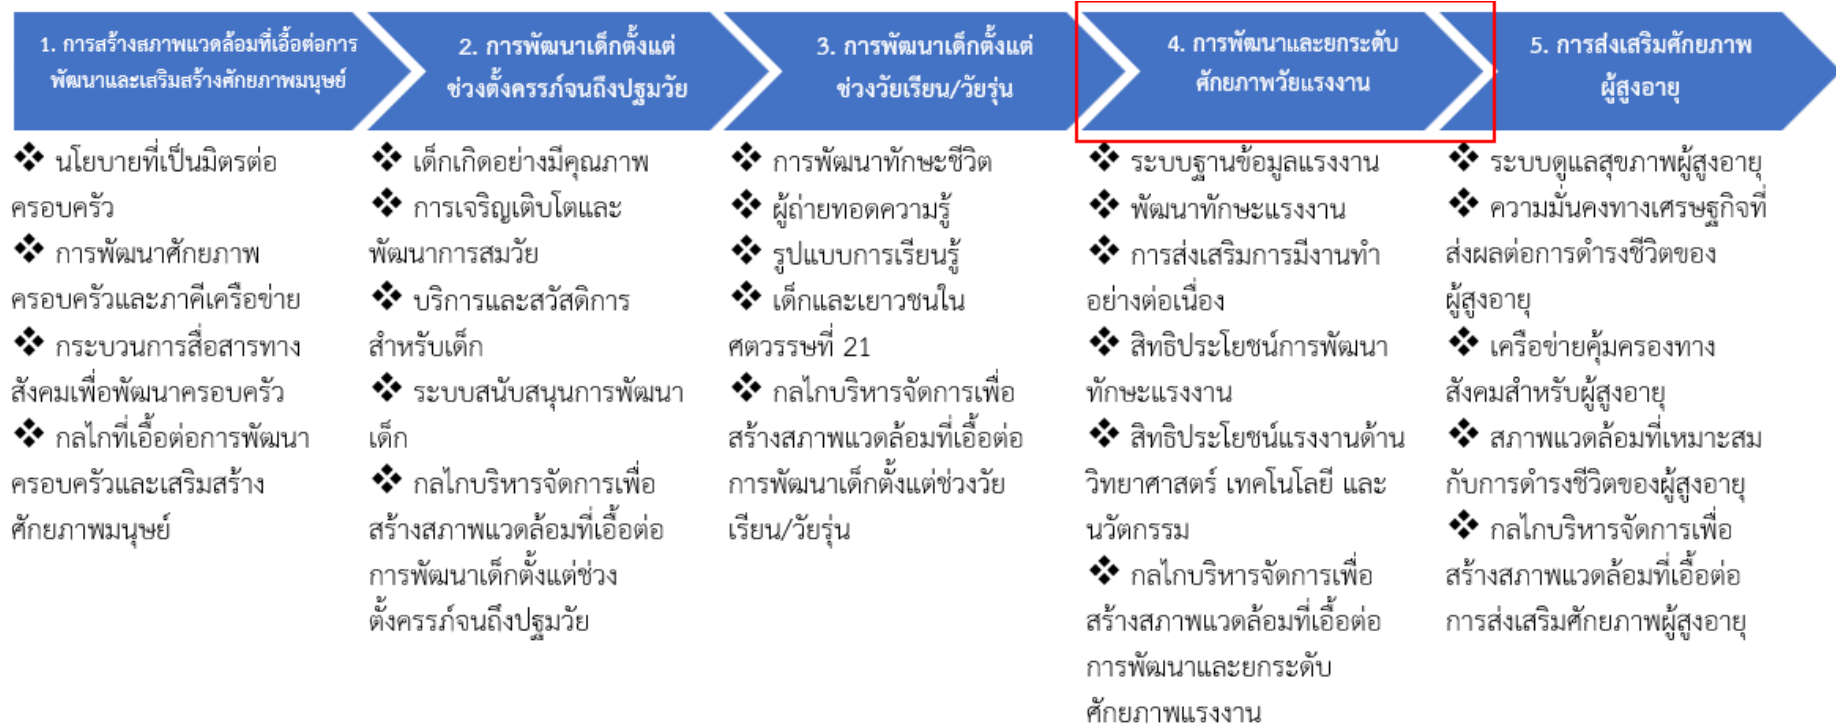 1. การสร้างสภาพแวดล้อมที่เอื้อต่อการ
พัฒนาและเสริมสร้างศักยภาพมนุษย์
❖ นโยบายที่เป็นมิตรต่อ
ครอบครัว
❖ การพัฒนาศักยภาพ
ครอบครัวและภาคีเครือข่าย
❖ กระบวนการสื่อสารทาง
สังคมเพื่อพัฒนาครอบครัว
❖ กลไกที่เอื้อต่อการพัฒนา
ครอบครัวและเสริมสร้าง
ศักยภาพมนุษย์
2. การพัฒนาเด็กตั้งแต่
ช่วงตั้งครรภ์จนถึงปฐมวัย
❖ เด็กเกิดอย่างมีคุณภาพ
❖ การเจริญเติบโตและ
พัฒนาการสมวัย
❖ บริการและสวัสดิการ
สำหรับเด็ก
❖ ระบบสนับสนุนการพัฒนา
เด็ก
❖ กลไกบริหารจัดการเพื่อ
สร้างสภาพแวดล้อมที่เอื้อต่อ
การพัฒนาเด็กตั้งแต่ช่วง
ตั้งครรภ์จนถึงปฐมวัย
3. การพัฒนาเด็กตั้งแต่
ช่วงวัยเรียน/วัยรุ่น
❖ การพัฒนาทักษะชีวิต
❖ ผู้ถ่ายทอดความรู้
❖ รูปแบบการเรียนรู้
❖ เด็กและเยาวชนใน
ศตวรรษที่ 21
❖ กลไกบริหารจัดการเพื่อ
สร้างสภาพแวดล้อมที่เอื้อต่อ
การพัฒนาเด็กตั้งแต่ช่วงวัย
เรียน/วัยรุ่น
4. การพัฒนาและยกระดับ
ศักยภาพวัยแรงงาน
❖ ระบบฐานข้อมูลแรงงาน
❖ พัฒนาทักษะแรงงาน
❖ การส่งเสริมการมีงานทำ
อย่างต่อเนื่อง
❖ สิทธิประโยชน์การพัฒนา
ทักษะแรงงาน
❖ สิทธิประโยชน์แรงงานด้าน
วิทยาศาสตร์ เทคโนโลยี และ
นวัตกรรม
❖ กลไกบริหารจัดการเพื่อ
สร้างสภาพแวดล้อมที่เอื้อต่อ
การพัฒนาและยกระดับ
ศักยภาพแรงงาน
5. การส่งเสริมศักยภาพ
ผู้สูงอายุ
❖ ระบบดูแลสุขภาพผู้สูงอายุ
❖ ความมั่นคงทางเศรษฐกิจที่
ส่งผลต่อการดำรงชีวิตของ
ผู้สูงอายุ
❖ เครือข่ายคุ้มครองทาง
สังคมสำหรับผู้สูงอายุ
❖ สภาพแวดล้อมที่เหมาะสม
กับการดำรงชีวิตของผู้สูงอายุ
❖ กลไกบริหารจัดการเพื่อ
สร้างสภาพแวดล้อมที่เอื้อต่อ
การส่งเสริมศักยภาพผู้สูงอายุ